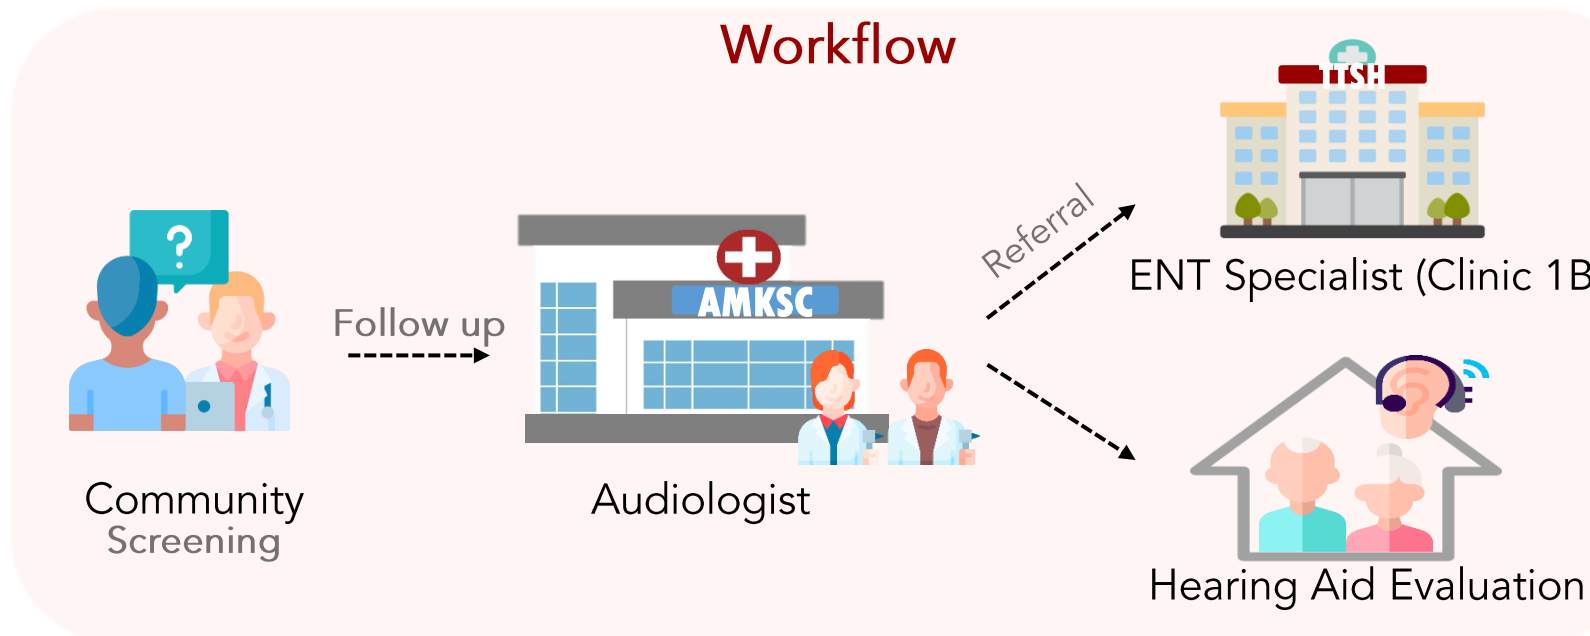 Workflow
TTSH
Referral
ENT Specialist (Clinic 1B
?
Follow up
AMKSC
Community
Screening
Audiologist
Hearing Aid Evaluation